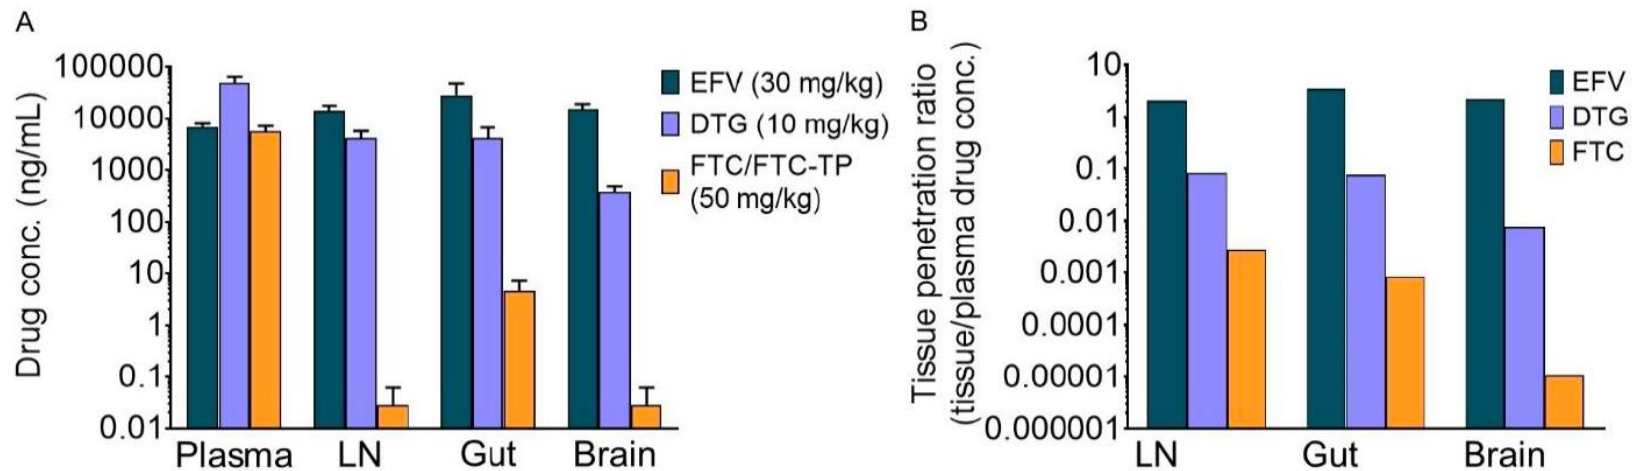 A
Drug conc. (ng/mL)
100000
10000
1000
100
10
1
0.1
0.01
Plasma
LN
Gut
Brain
EFV (30 mg/kg)
DTG (10 mg/kg)
FTC/FTC-TP
(50 mg/kg)
B
Tissue penetration ratio
(tissue/plasma drug conc.)
10
1
0.1
0.01
0.001
0.0001
0.00001
0.000001
LN
Gut
Brain
EFV
DTG
FTC